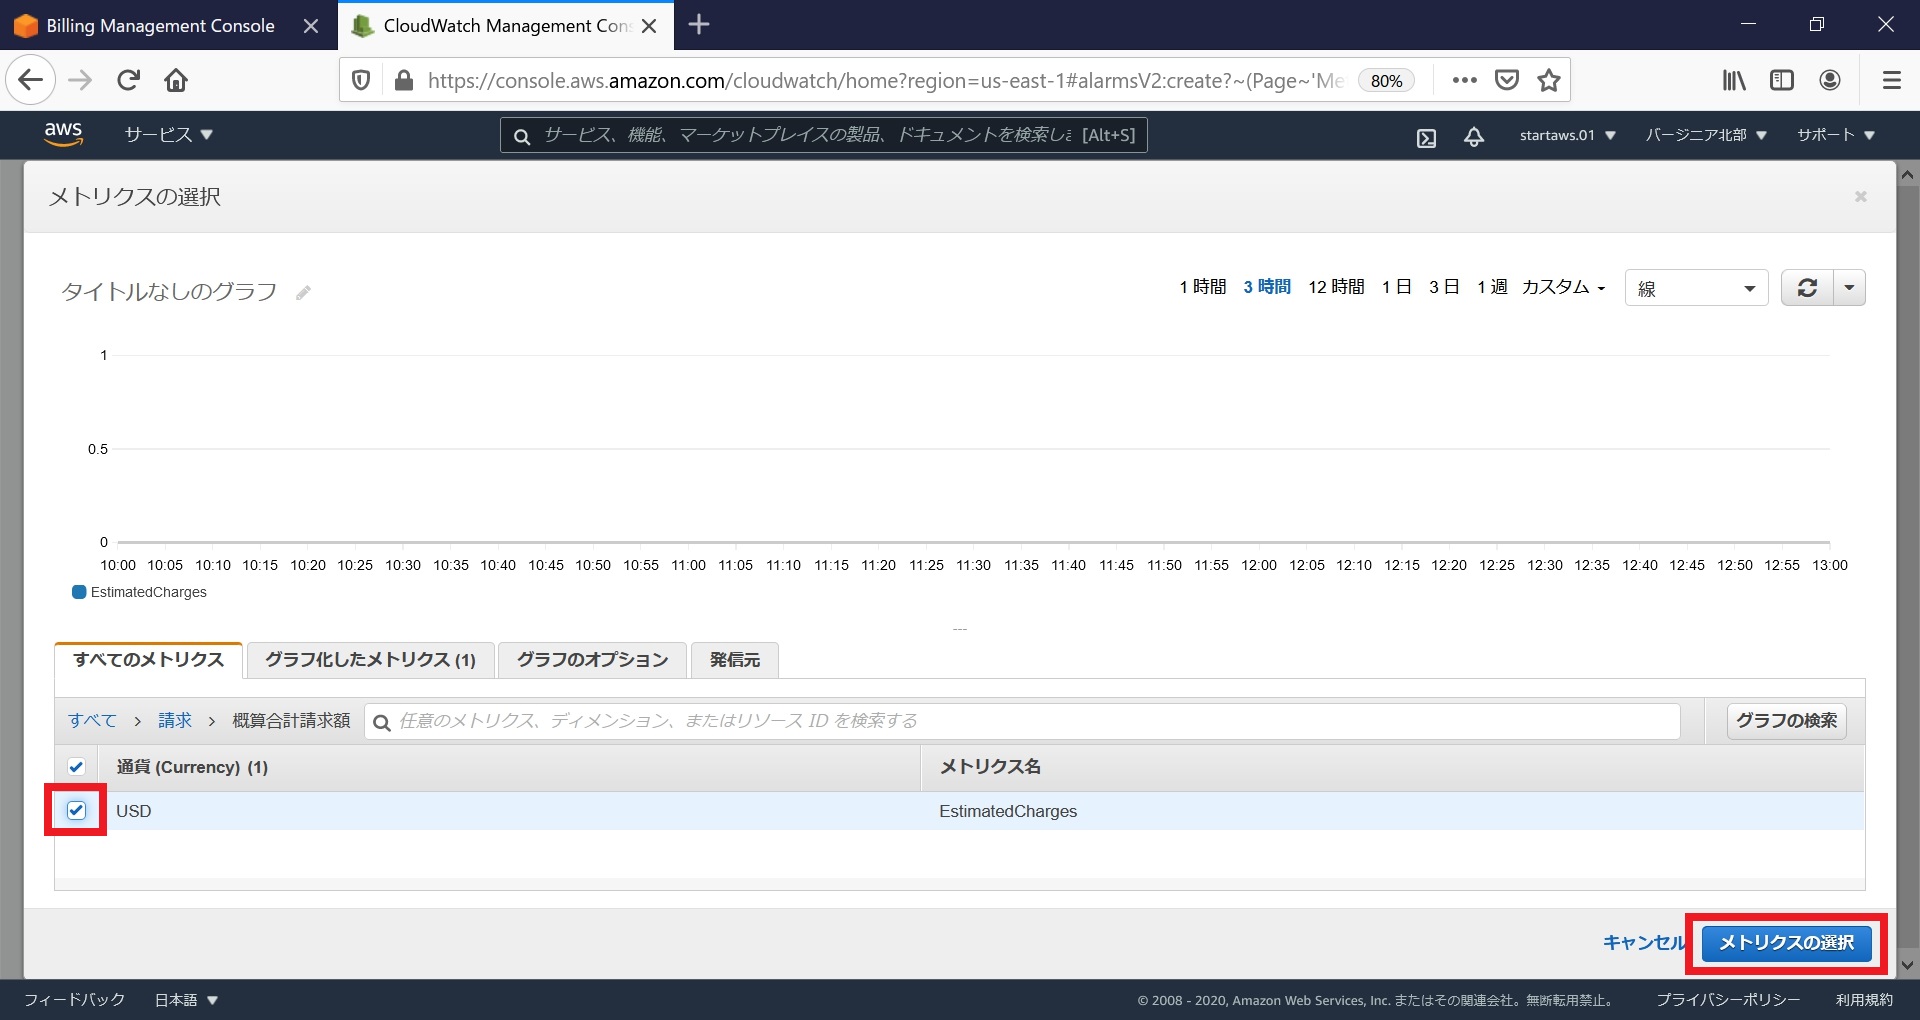 Billing Management Console
CloudWatch Management Con
https://console.aws.amazon.com/cloudwatch/home?region=us-east-1#alarmsV2:create?~(Page~'Me
80%
aws
サービス
サービス、機能、マーケットプレイスの製品、ドキュメントを検索しま [Alt+S]
startaws.01
バージニア北部
サポート
メトリクスの選択
タイトルなしのグラフ
1 時間 3 時間 12 時間 1 日 3 日 1 週 カスタム
線
1
0.5
0
10:00 10:05 10:10 10:15 10:20 10:25 10:30 10:35 10:40 10:45 10:50 10:55 11:00 11:05 11:10 11:15 11:20 11:25 11:30 11:35 11:40 11:45 11:50 11:55 12:00 12:05 12:10 12:15 12:20 12:25 12:30 12:35 12:40 12:45 12:50 12:55 13:00
EstimatedCharges
すべてのメトリクス
グラフ化したメトリクス (1)
グラフのオプション
発信元
すべて > 請求 > 概算合計請求額
任意のメトリクス、ディメンション、またはリソース ID を検索する
グラフの検索
通貨 (Currency) (1)
メトリクス名
USD
EstimatedCharges
キャンセル
メトリクスの選択
フィードバック
日本語
© 2008 - 2020, Amazon Web Services, Inc. またはその関連会社。無断転用禁止。
プライバシーポリシー
利用規約